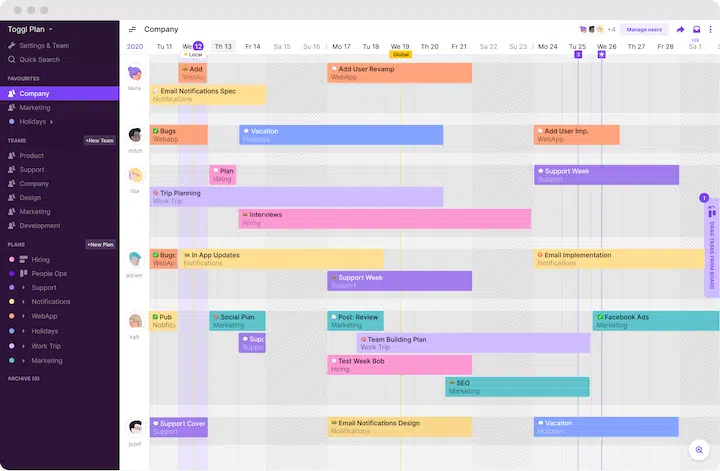 Toggl Plan
Settings & Team
Quick Search
FAVOURITES
Company
Marketing
Holidays
TEAMS
+New Team
Product
Support
Company
Design
Marketing
Development
PLANS
+New Plan
Hiring
People Ops
Support
Notifications
WebApp
Holidays
Work Trip
Marketing
ARCHIVE (0)
Company
+4
Manage users
2020
Tu 11
We 12
Th 13
Fr 14
Sa 15
Su 16
Mo 17
Tu 18
We 19
Th 20
Fr 21
Sa 22
Su 23
Mo 24
Tu 25
We 26
Th 27
Fr 28
Sa 1
Local
Global
3
laura
Add
WebAp
Add User Revamp
WebApp
Email Notifications Spec
Notifications
mitch
Bugs
Webapp
Vacation
Holidays
Add User Imp.
WebApp
Plan
Hiring
Support Week
Support
Trip Planning
Work Trip
Interviews
Hiring
1
DRAG TASKS FROM BOARD
adrien
Bugs
WebAp
In App Updates
Notifications
Email Implementation
Notifications
Support Week
Support
kati
Pub
Notific
Social Plan
Marketing
Post: Review
Marketing
Facebook Ads
Marketing
Supp
Suppo
Team Building Plan
Work Trip
Test Week Bob
Hiring
SEO
Marketing
jozef
Support Cover
Support
Email Notifications Design
Notifications
Vacation
Holidays